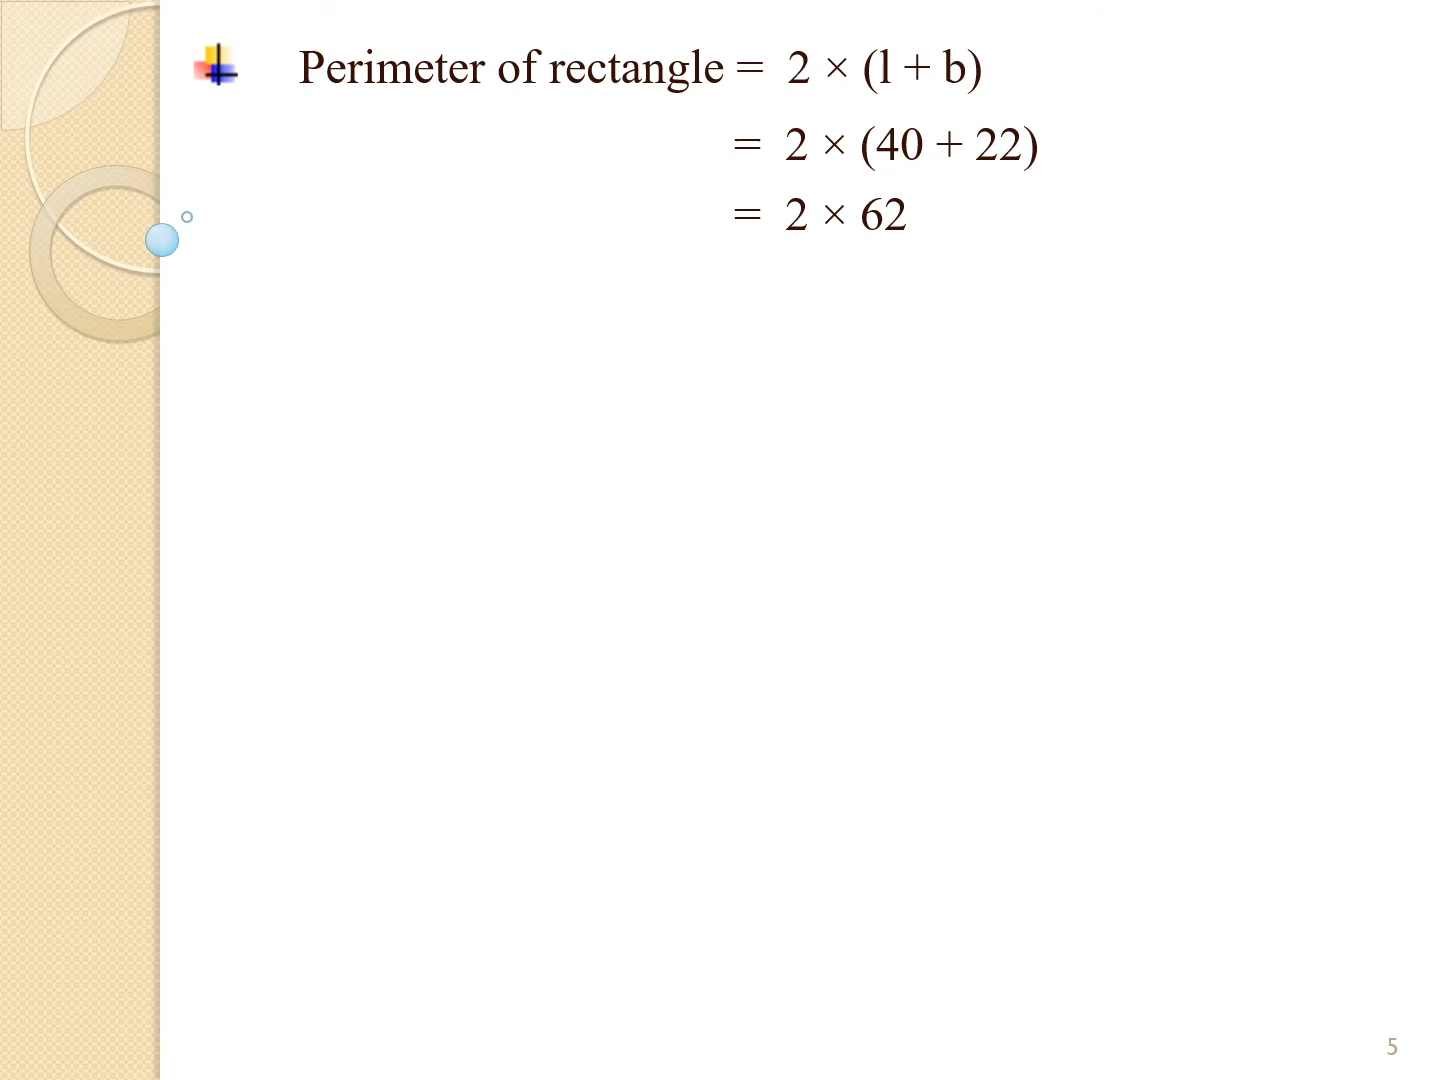 Perimeter of rectangle = 2 × (l + b)
= 2 × (40 + 22)
= 2 × 62
5